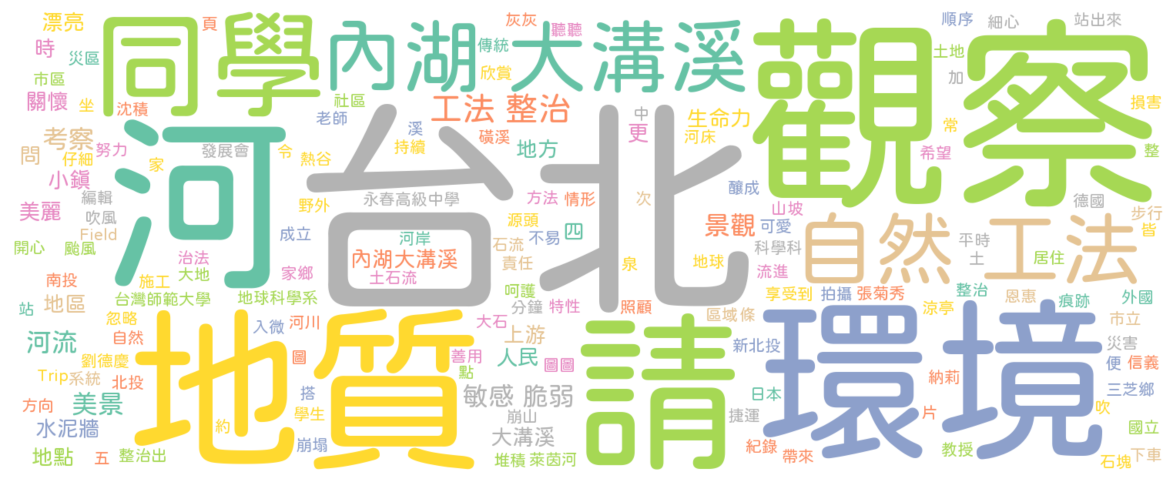 漂亮 同學 內湖 灰灰 聽聽 大溝溪 觀察 順序 細心 站出來
時 頁 傳統 土地
災區 欣賞 加
市區 損害
關懷 坐 沈積 社區 工法 整治 生命力 常
老師 溪 磺溪 中 更 河床
考察 努力 河 發展會 令 台北 持續 地方 希望 整
問 仔細 家 熱谷
小鎮 釀成
編輯 永春高級中學 方法 情形 次 山坡 德國
美麗 吹風 野外 源頭 景觀 可愛 自然 工法 步行
Field 成立 四 皆
開心 颱風 河岸 石流 不易 科學科 平時
治法 內湖大溝溪 責任 泉 地球 土 居住
南投 施工 大地 家鄉 土石流 流進
地區 台灣師範大學 地球科學系 呵護 享受到 拍攝 張菊秀 整治 恩惠 外國
站 忽略 分鐘 特性 照顧 區域 條 涼亭 痕跡 市立
河流 自然 地質 入微 河川 大石 上游 請 環境
劉德慶 圖 善用 人民 新北投 災害
Trip 系統 北投 點 圖圖 納莉 便 信義
方向 美景 搭 敏感 脆弱 日本 三芝鄉
水泥牆 約 學生 崩山 捷運 片 吹
地點 崩塌 大溝溪 紀錄 教授 國立
五 整治出 堆積 萊茵河 帶來 石塊 下車